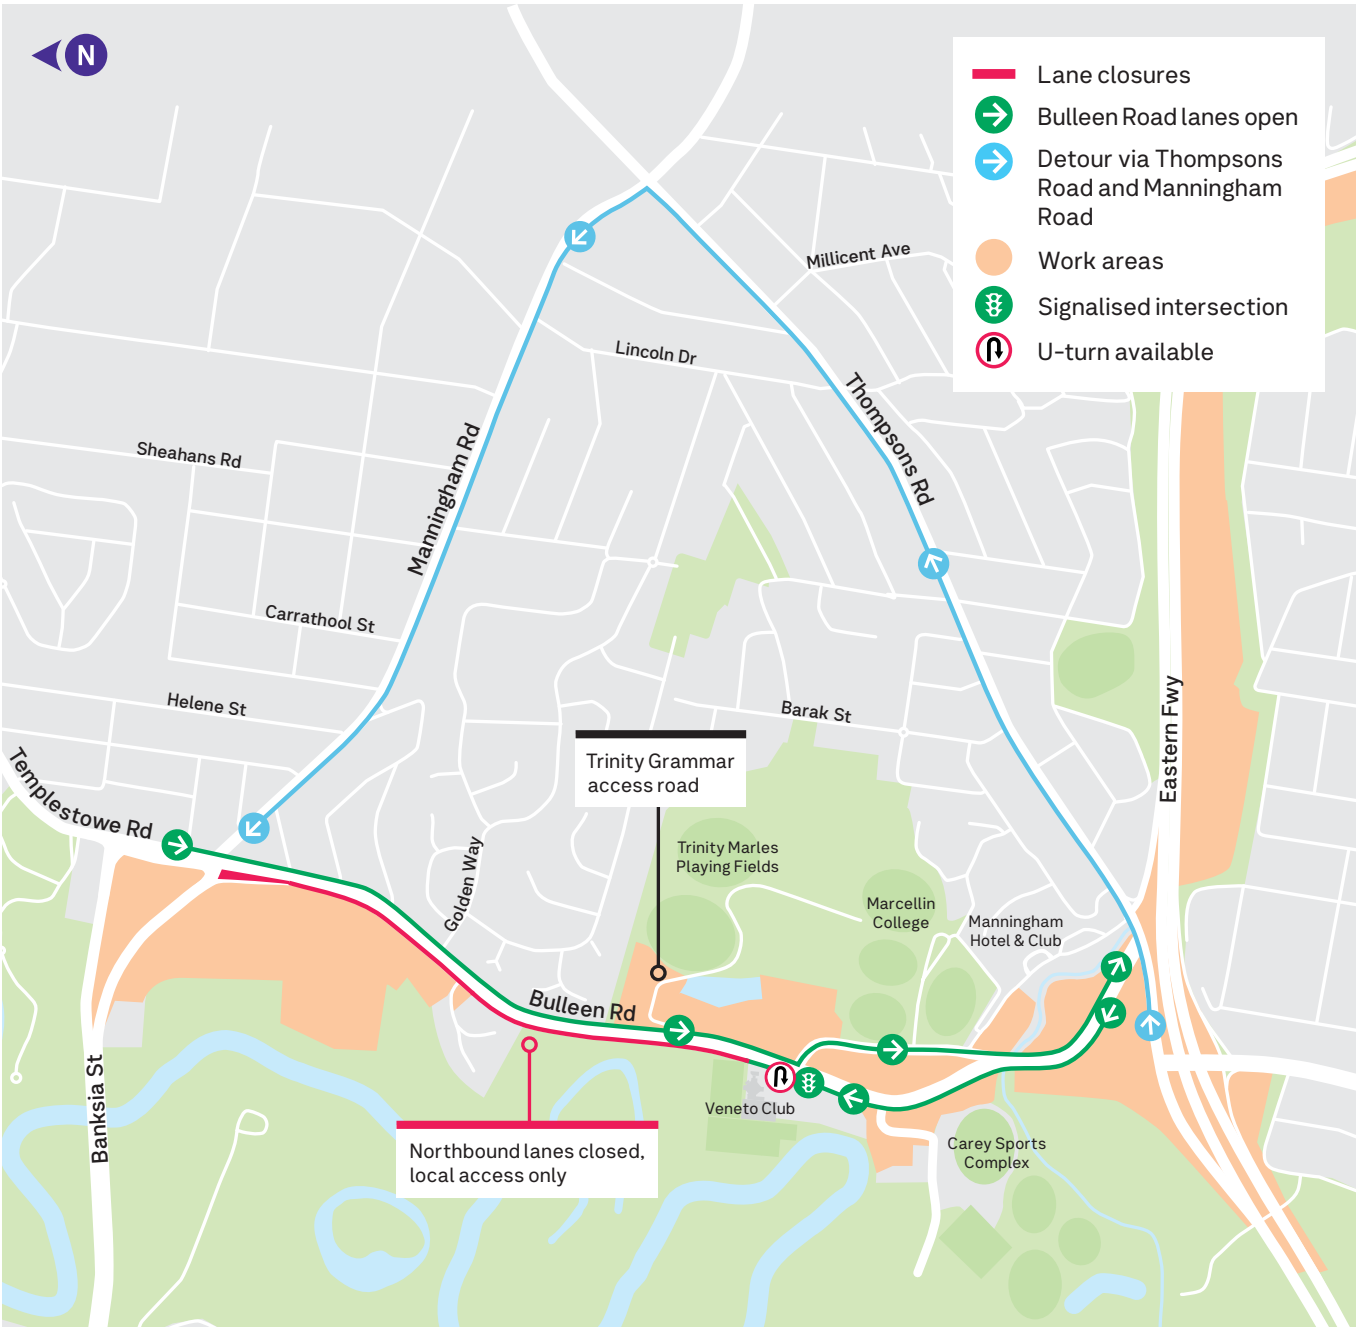 N
Lane closures
Bulleen Road lanes open
Detour via Thompsons
Road and Manningham
Road
Work areas
Signalised intersection
U-turn available
Millicent Ave
Lincoln Dr
Thompsons Rd
Manningham Rd
Sheahans Rd
Carrathool St
Helene St
Barak St
Eastern Fwy
Templestowe Rd
Trinity Grammar
access road
Golden Way
Trinity Marles
Playing Fields
Marcellin
College
Manningham
Hotel & Club
Bulleen Rd
Banksia St
Veneto Club
Northbound lanes closed,
local access only
Carey Sports
Complex